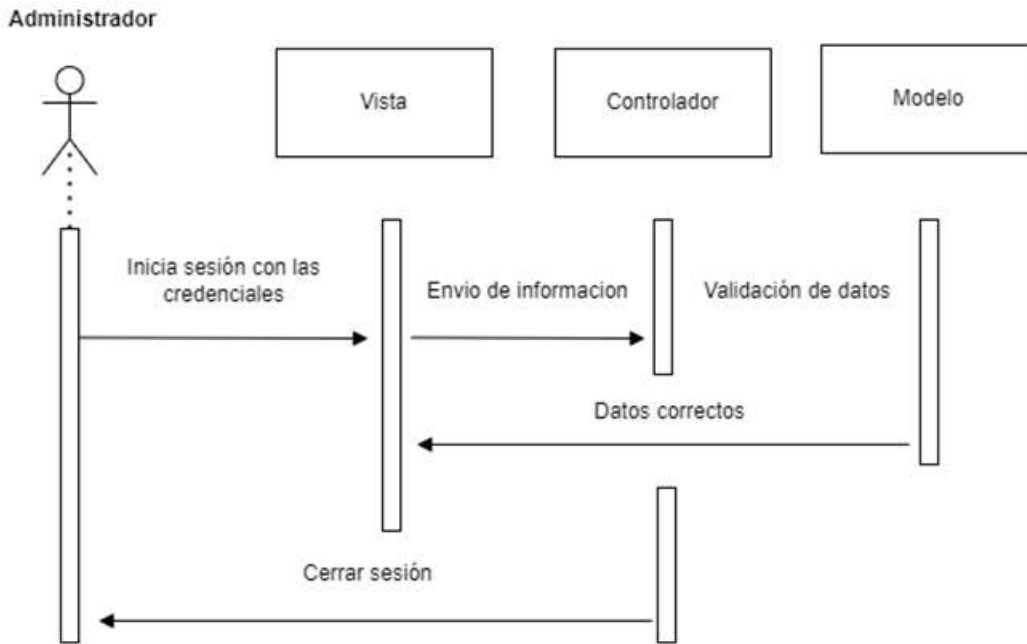 Administrador
Vista
Controlador
Modelo
Inicia sesión con las
credenciales
Envio de informacion
Validación de datos
Datos correctos
Cerrar sesión